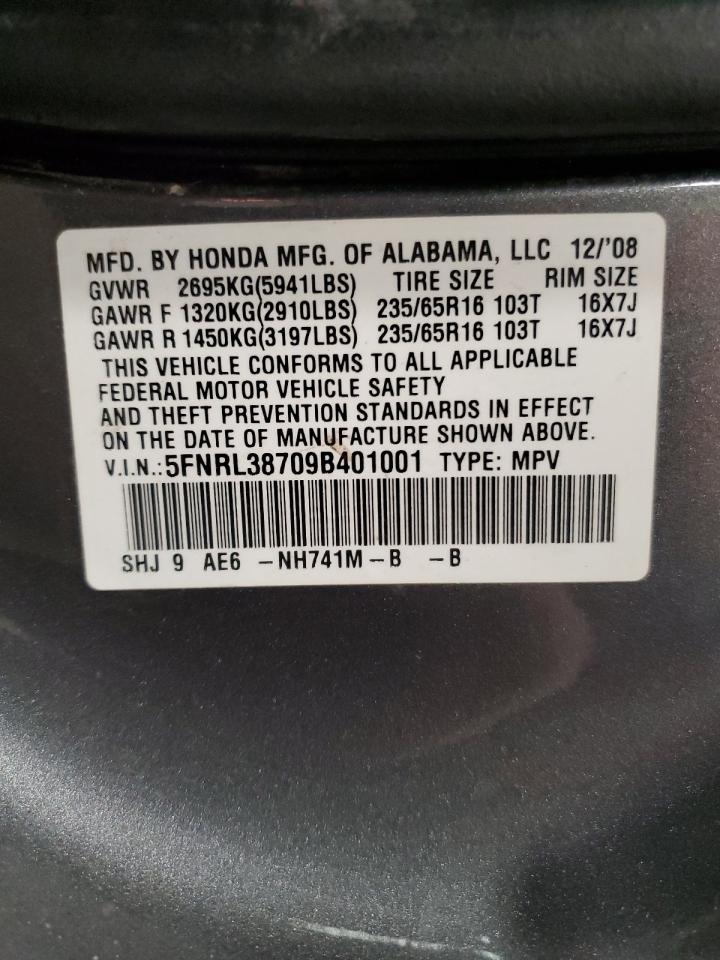 MFD. BY HONDA MFG. OF ALABAMA, LLC 12/'08
GVWR 2695KG(5941LBS) TIRE SIZE RIM SIZE
GAWR F 1320KG(2910LBS) 235/65R16 103T 16X7J
GAWR R 1450KG(3197LBS) 235/65R16 103T 16X7J
THIS VEHICLE CONFORMS TO ALL APPLICABLE
FEDERAL MOTOR VEHICLE SAFETY
AND THEFT PREVENTION STANDARDS IN EFFECT
ON THE DATE OF MANUFACTURE SHOWN ABOVE.
V.I.N.:5FNRL38709B401001 TYPE: MPV
SHJ 9 AE6 -NH741M-B -B